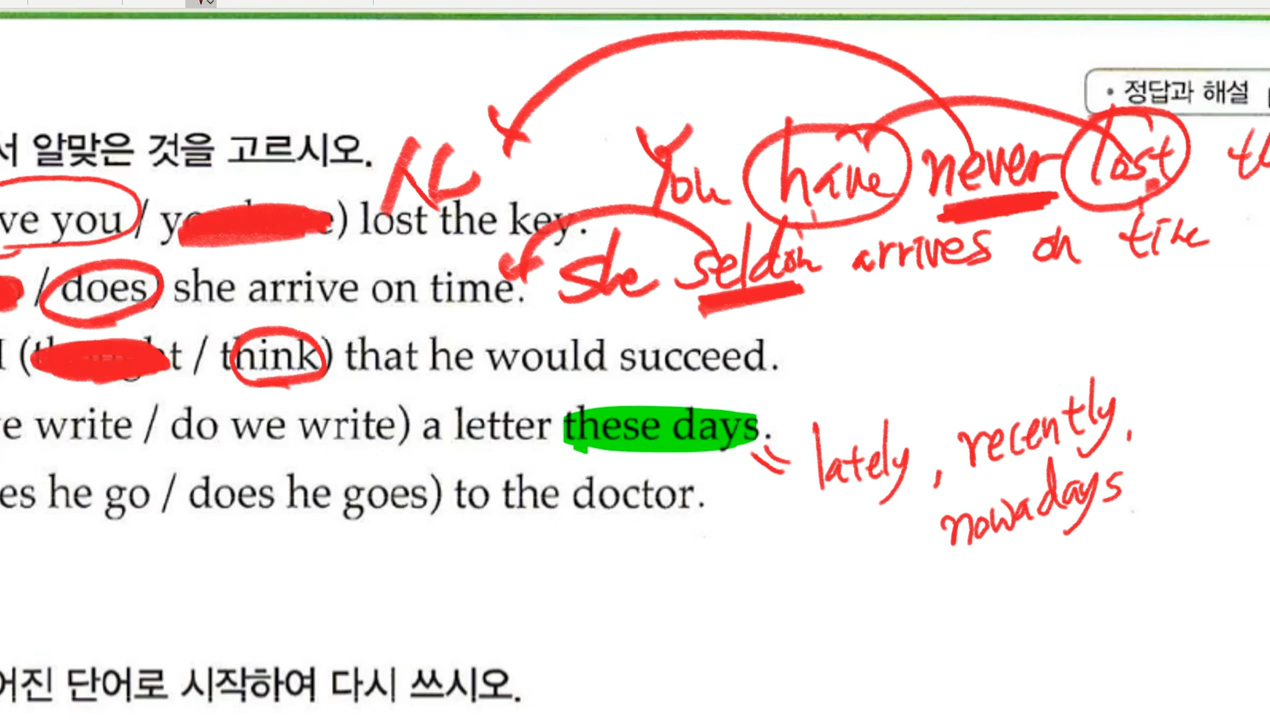 • 정답과 해설
서 알맞은 것을 고르시오.
You have never lost
ve you / y e) lost the key.
She seldom arrives on time
/ does) she arrive on time.
I (t t / think) that he would succeed.
e write / do we write) a letter these days.
= lately, recently,
nowadays
es he go / does he goes) to the doctor.
어진 단어로 시작하여 다시 쓰시오.